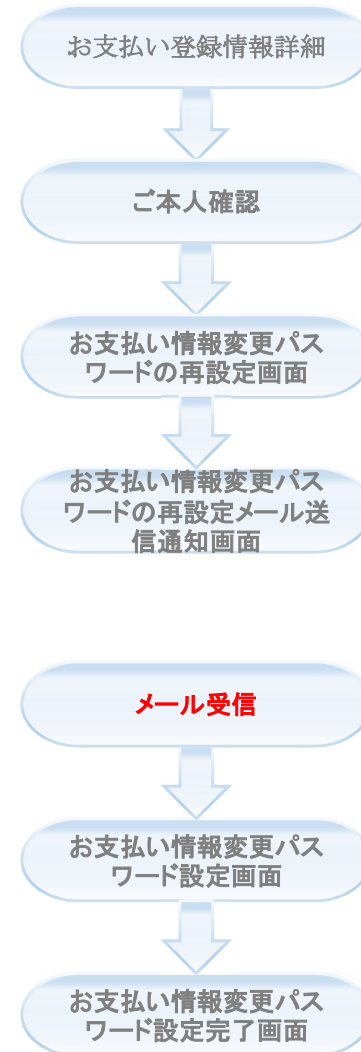 お支払い登録情報詳細
ご本人確認
お支払い情報変更パス
ワードの再設定画面
お支払い情報変更パス
ワードの再設定メール送
信通知画面
メール受信
お支払い情報変更パス
ワード設定画面
お支払い情報変更パス
ワード設定完了画面